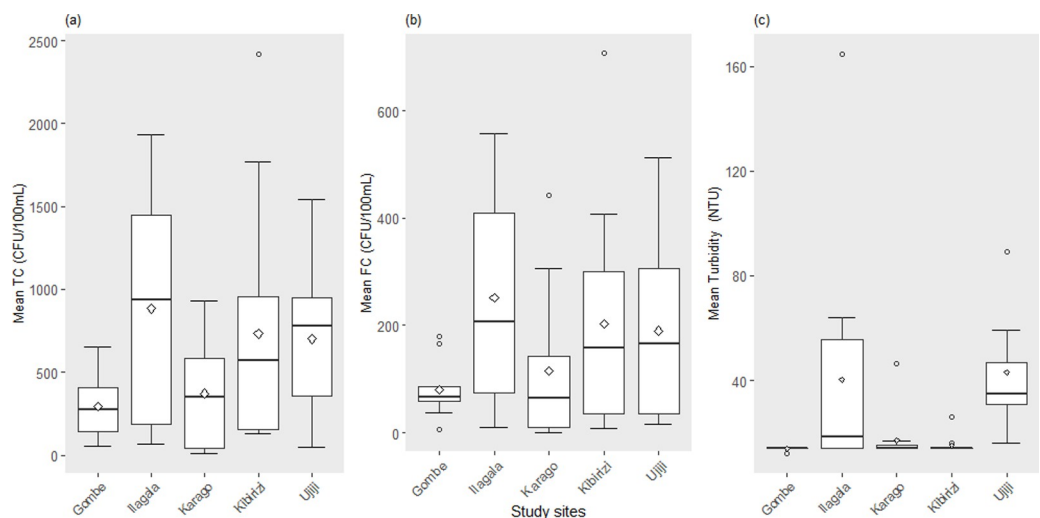 (a)
Mean TC (CFU/100mL)
2500
2000
1500
1000
500
0
Gombe
Ilagala
Karago
Kibirizi
Ujiji
(b)
Mean FC (CFU/100mL)
600
400
200
0
Gombe
Ilagala
Karago
Kibirizi
Ujiji
Study sites
(c)
Mean Turbidity (NTU)
160
120
80
40
Gombe
Ilagala
Karago
Kibirizi
Ujiji